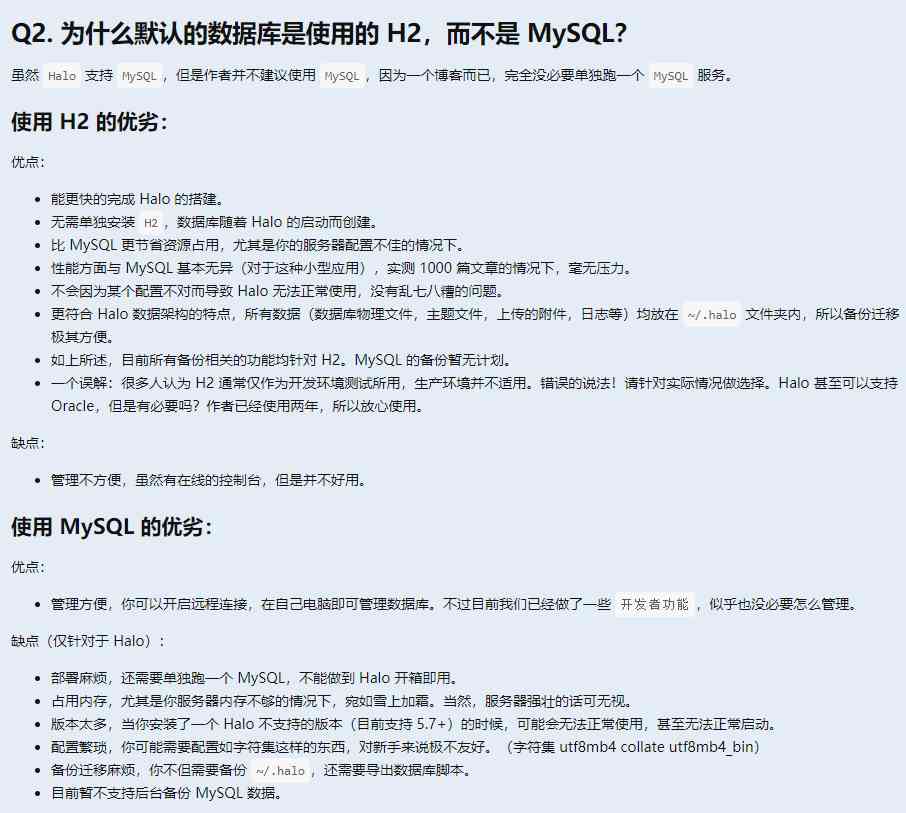 Q2. 为什么默认的数据库是使用的 H2，而不是 MySQL？
虽然 Halo 支持 MySQL，但是作者并不建议使用 MySQL，因为一个博客而已，完全没必要单独跑一个 MySQL 服务。
使用 H2 的优劣：
优点：
• 能更快的完成 Halo 的搭建。
• 无需单独安装 H2，数据库随着 Halo 的启动而创建。
• 比 MySQL 更节省资源占用，尤其是你的服务器配置不佳的情况下。
• 性能方面与 MySQL 基本无异（对于这种小型应用），实测 1000 篇文章的情况下，毫无压力。
• 不会因为某个配置不对而导致 Halo 无法正常使用，没有乱七八糟的问题。
• 更符合 Halo 数据架构的特点，所有数据（数据库物理文件，主题文件，上传的附件，日志等）均放在 ~/.halo 文件夹内，所以备份迁移
极其方便。
• 如上所述，目前所有备份相关的功能均针对 H2。MySQL 的备份暂无计划。
• 一个误解：很多人认为 H2 通常仅作为开发环境测试所用，生产环境并不适用。错误的说法！请针对实际情况做选择。Halo 甚至可以支持
Oracle，但是有必要吗？作者已经使用两年，所以放心使用。
缺点：
• 管理不方便，虽然有在线的控制台，但是并不好用。
使用 MySQL 的优劣：
优点：
• 管理方便，你可以开启远程连接，在自己电脑即可管理数据库。不过目前我们已经做了一些 开发者功能，似乎也没必要怎么管理。
缺点（仅针对于 Halo）：
• 部署麻烦，还需要单独跑一个 MySQL，不能做到 Halo 开箱即用。
• 占用内存，尤其是你服务器内存不够的情况下，宛如雪上加霜。当然，服务器强壮的话可无视。
• 版本太多，当你安装了一个 Halo 不支持的版本（目前支持 5.7+）的时候，可能会无法正常使用，甚至无法正常启动。
• 配置繁琐，你可能需要配置如字符集这样的东西，对新手来说极不友好。（字符集 utf8mb4 collate utf8mb4_bin）
• 备份迁移麻烦，你不但需要备份 ~/.halo，还需要导出数据库脚本。
• 目前暂不支持后台备份 MySQL 数据。